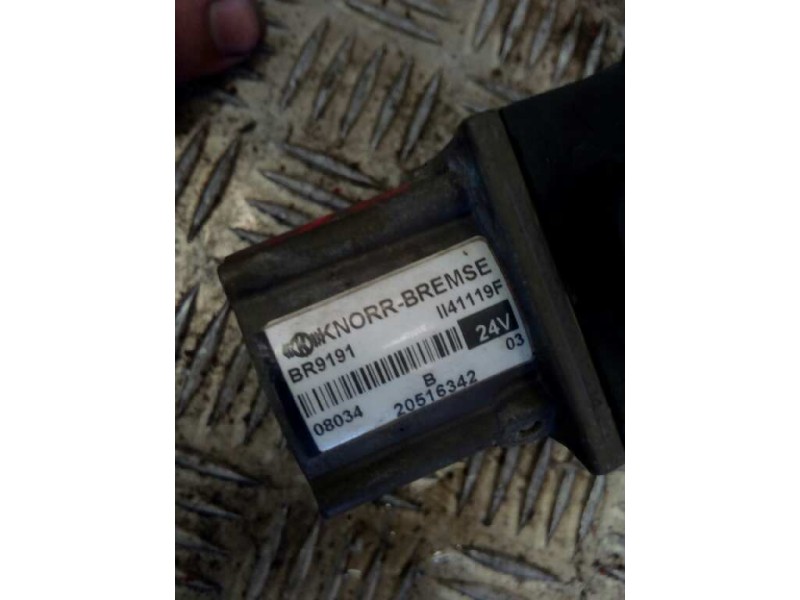 KNORR-BREMSE
BR9191 II41119F
24V
B 03
08034 20516342